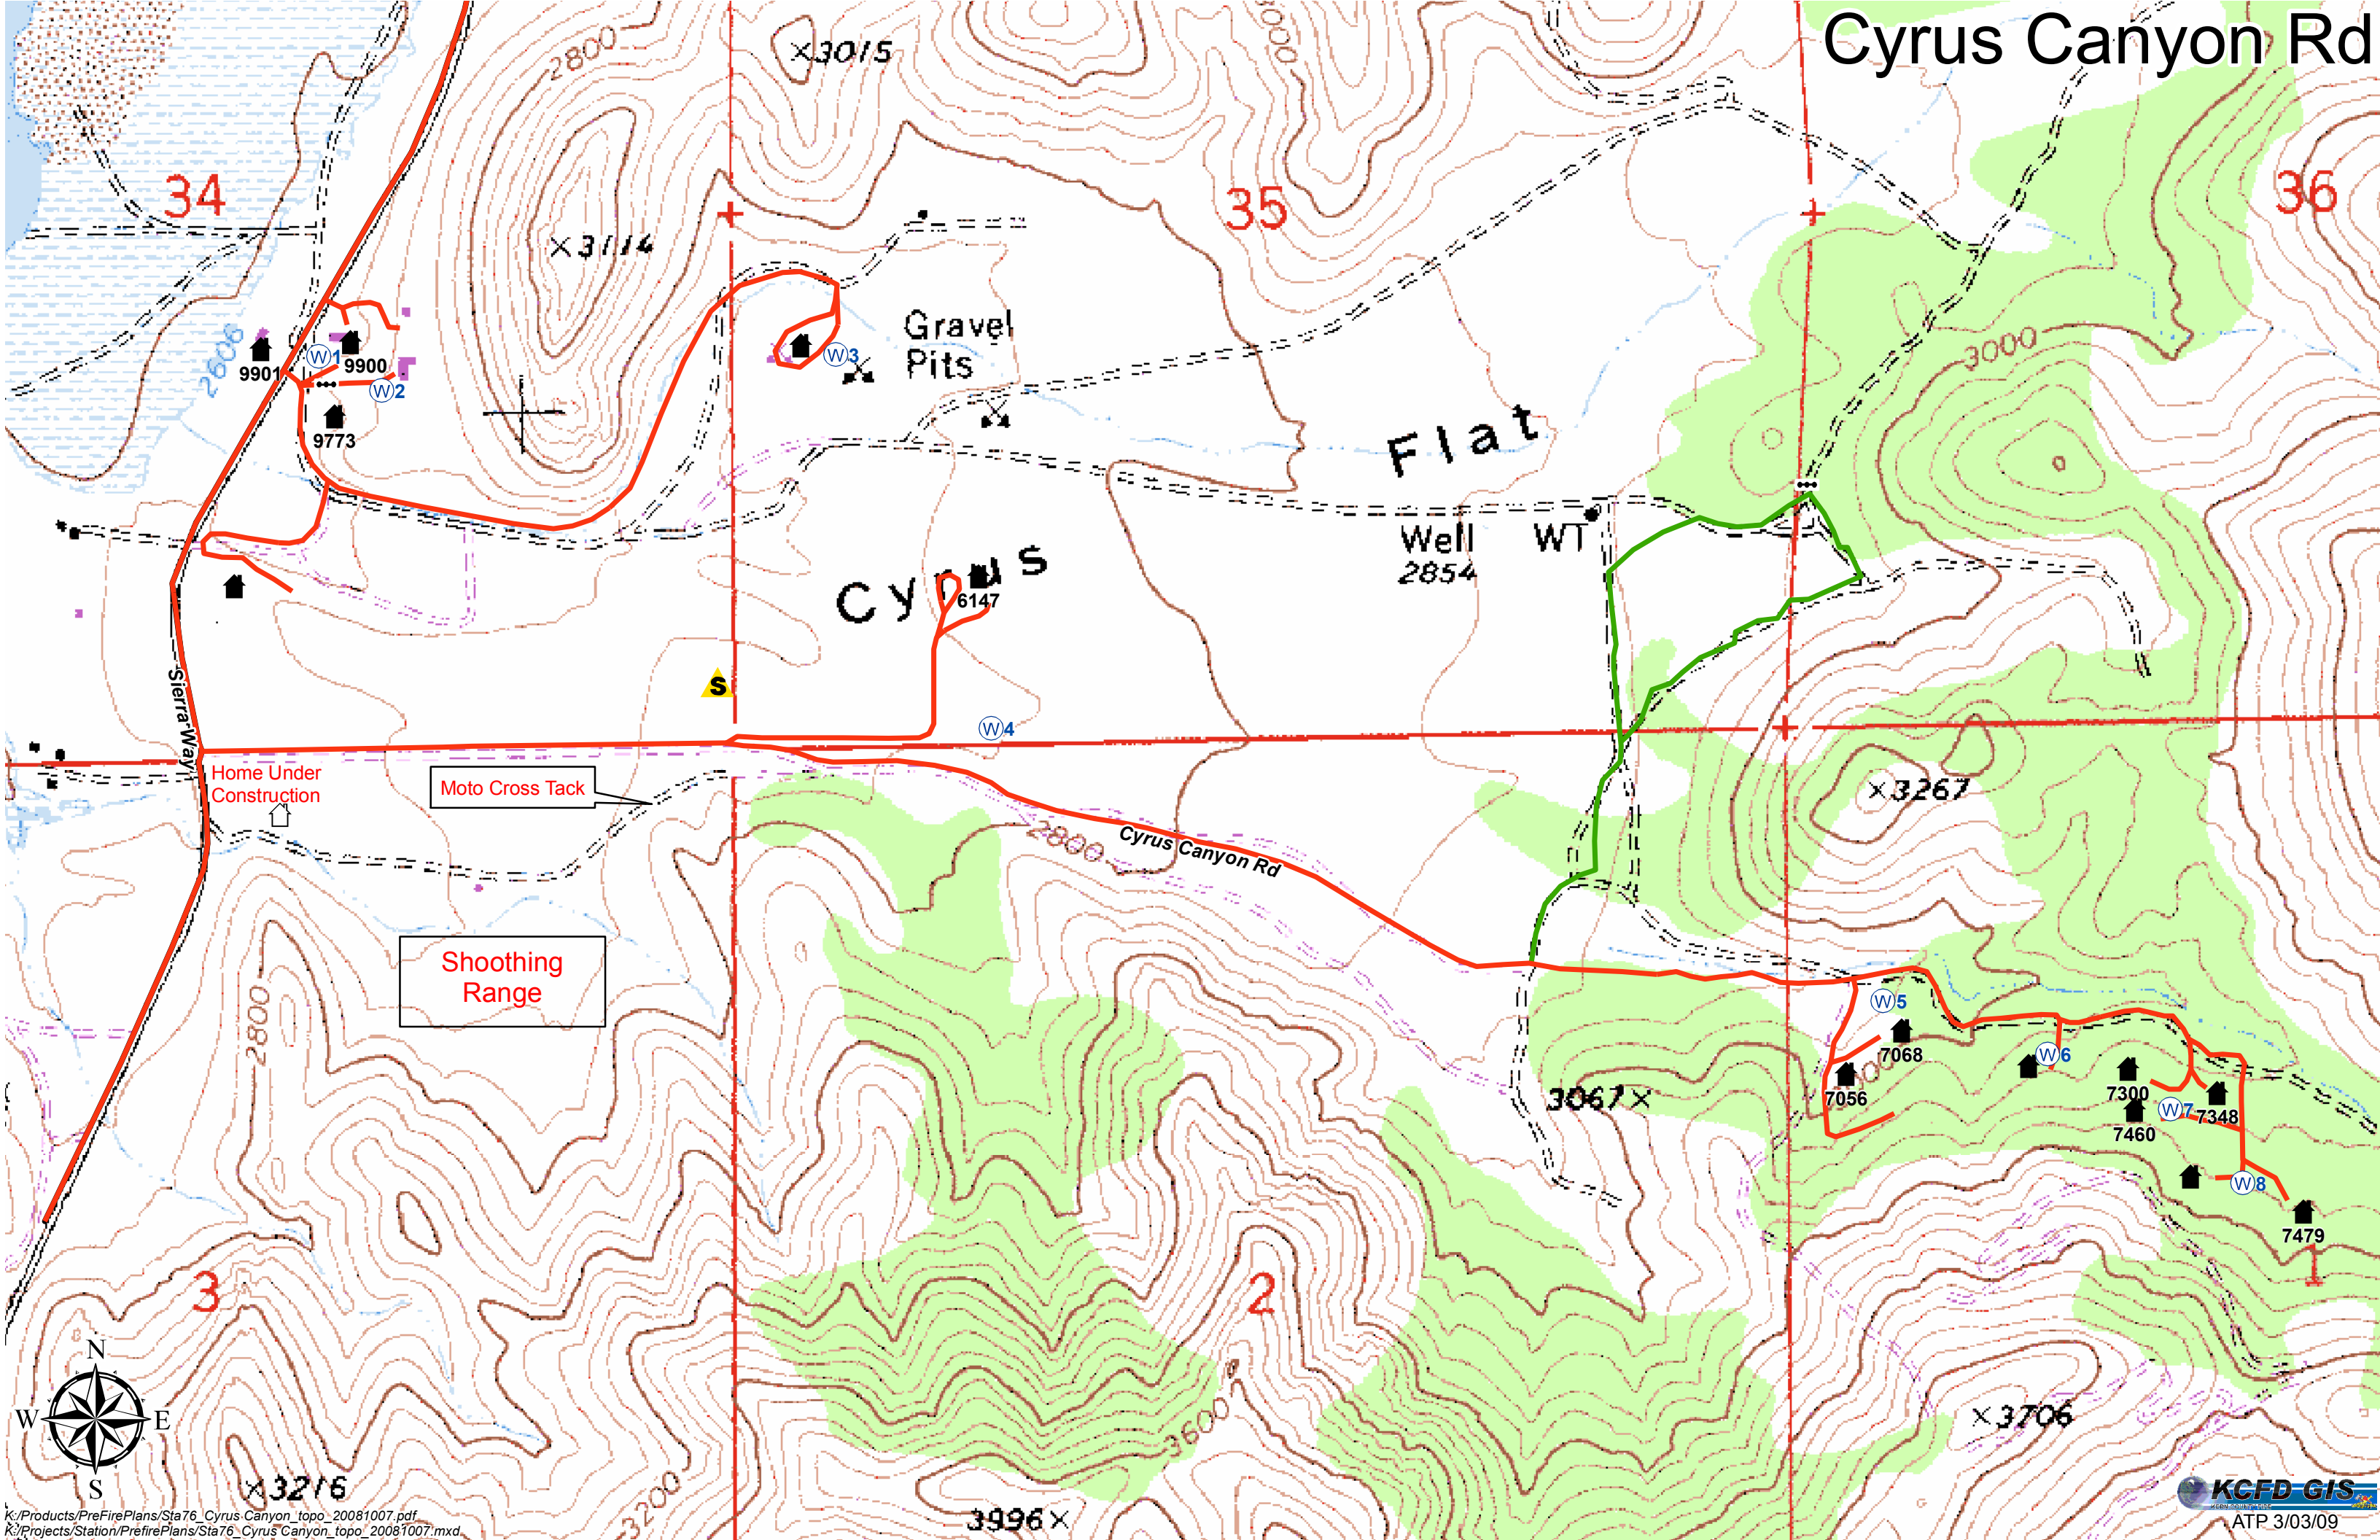 Cyrus Canyon Rd
2800
×3015
3000
34
35
36
×3114
2606
Gravel
Pits
W1
9901
9900
W2
9773
W3
3000
Flat
Well
2854
WT
Cyrus
6147
S
W4
Sierra Way
Home Under
Construction
Moto Cross Tack
×3267
2800
Cyrus Canyon Rd
Shoothing
Range
2800
W5
7068
W6
3000
7056
7300
W7
7348
7460
3067×
W8
7479
3
2
1
N
W
E
S
3600
×3706
×3216
3200
3996×
KCFD GIS
ATP 3/03/09
K:/Products/PreFirePlans/Sta76_Cyrus Canyon_topo_20081007.pdf
K:/Projects/Station/PrefirePlans/Sta76_Cyrus Canyon_topo_20081007.mxd